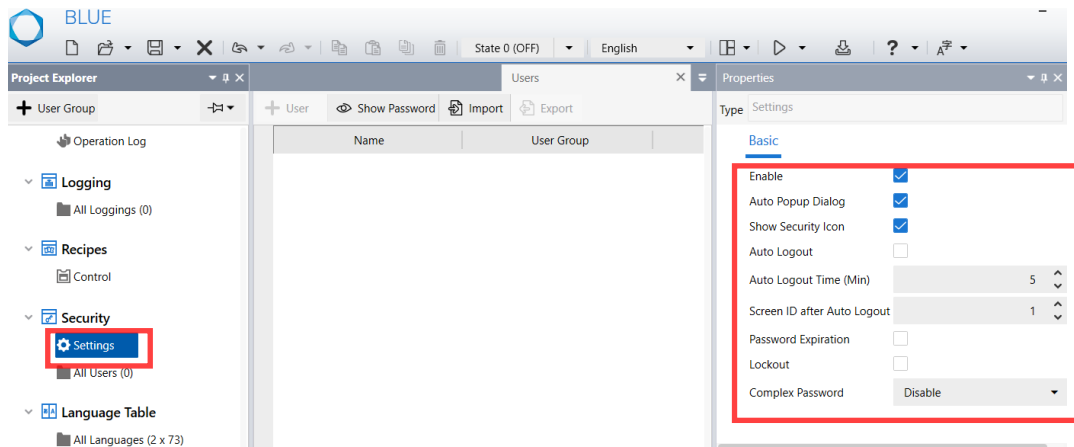 BLUE
State 0 (OFF)
English
?
A字
Project Explorer
User Group
Operation Log
Logging
All Loggings (0)
Recipes
Control
Security
Settings
All Users (0)
Language Table
All Languages (2 x 73)
Users
User
Show Password
Import
Export
Name
User Group
Properties
Type Settings
Basic
Enable
Auto Popup Dialog
Show Security Icon
Auto Logout
Auto Logout Time (Min) 5
Screen ID after Auto Logout 1
Password Expiration
Lockout
Complex Password Disable